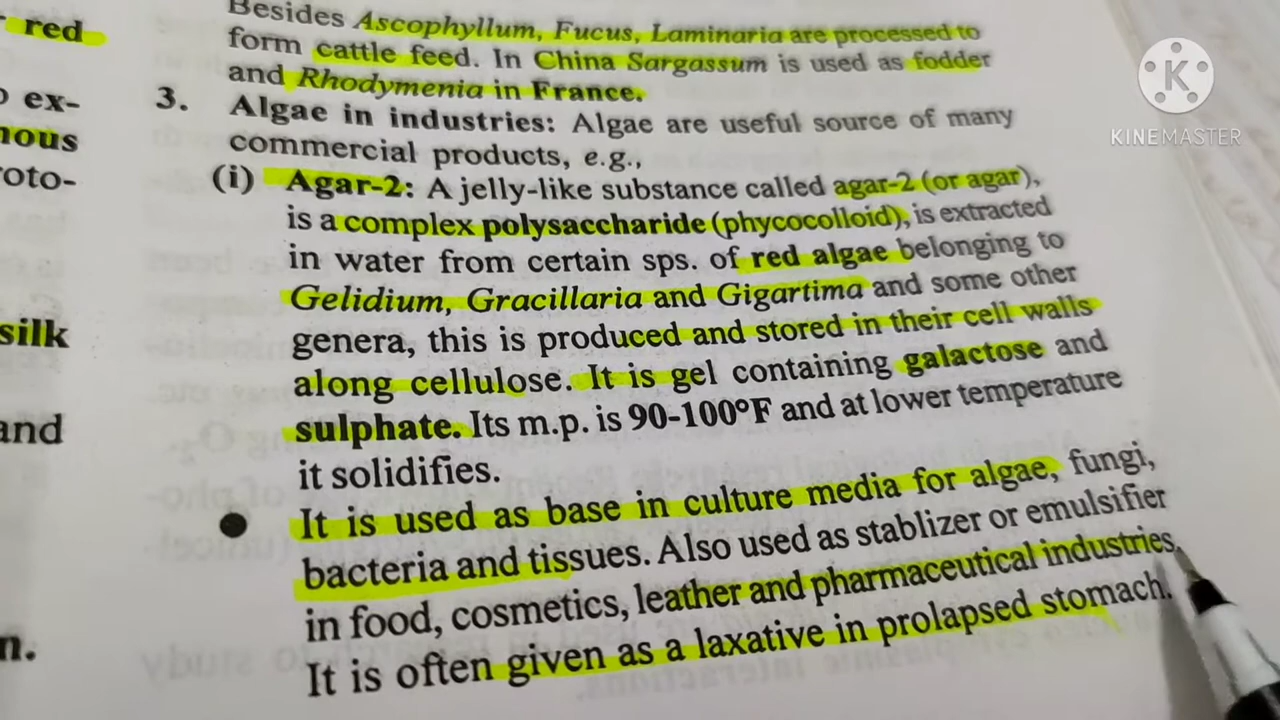 Besides Ascophyllum, Fucus, Laminaria are processed to
form cattle feed. In China Sargassum is used as fodder
and Rhodymenia in France.
3. Algae in industries: Algae are useful source of many
commercial products, e.g.,
(i) Agar-2: A jelly-like substance called agar-2 (or agar),
is a complex polysaccharide (phycocolloid), is extracted
in water from certain sps. of red algae belonging to
Gelidium, Gracillaria and Gigartima and some other
genera, this is produced and stored in their cell walls
along cellulose. It is gel containing galactose and
sulphate. Its m.p. is 90-100°F and at lower temperature
it solidifies.
● It is used as base in culture media for algae, fungi,
bacteria and tissues. Also used as stablizer or emulsifier
in food, cosmetics, leather and pharmaceutical industries.
It is often given as a laxative in prolapsed stomach.
red
ex-
silk
and
K
KINEMASTER